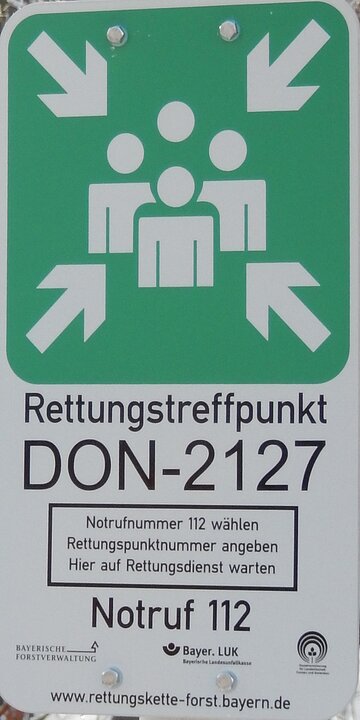 Rettungstreffpunkt
DON-2127
Notrufnummer 112 wählen
Rettungspunktnummer angeben
Hier auf Rettungsdienst warten
Notruf 112
BAYERISCHE
FORSTVERWALTUNG
Bayer. LUK
Bayerische Landesunfallkasse
www.rettungskette-forst.bayern.de